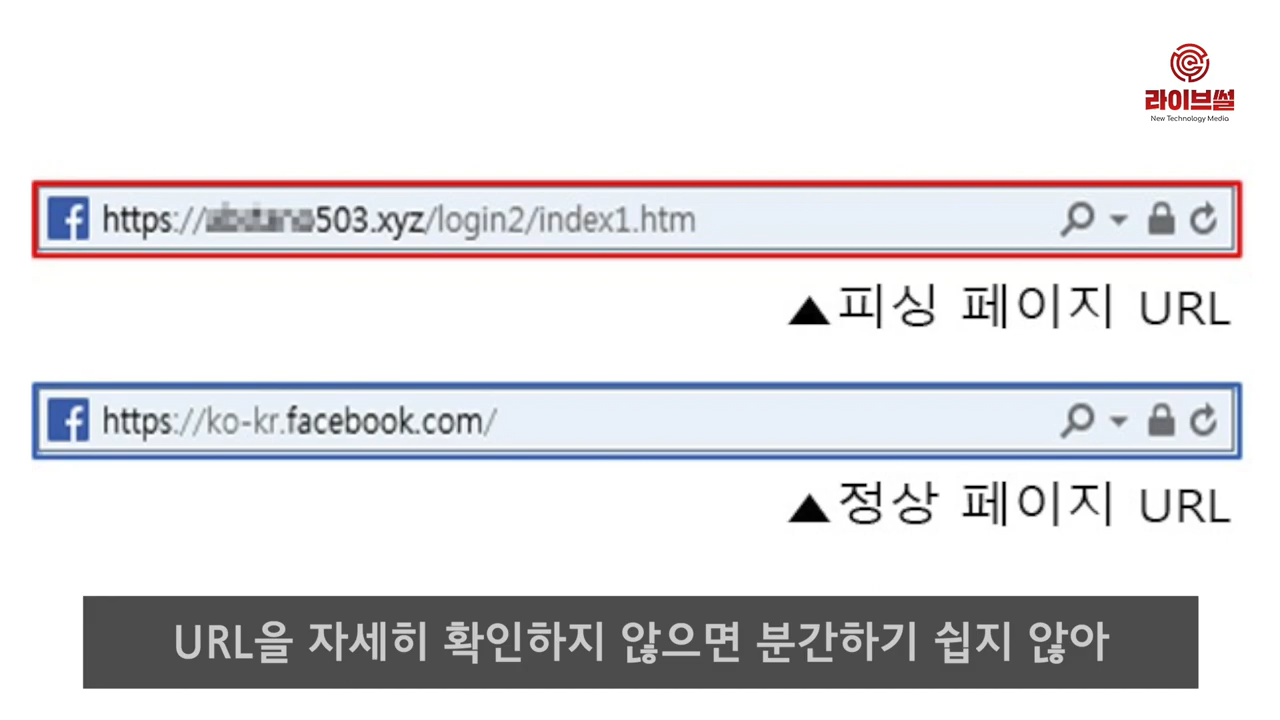 라이브썰
New Technology Media
https://503.xyz/login2/index1.htm
▲피싱 페이지 URL
https://ko-kr.facebook.com/
▲정상 페이지 URL
URL을 자세히 확인하지 않으면 분간하기 쉽지 않아